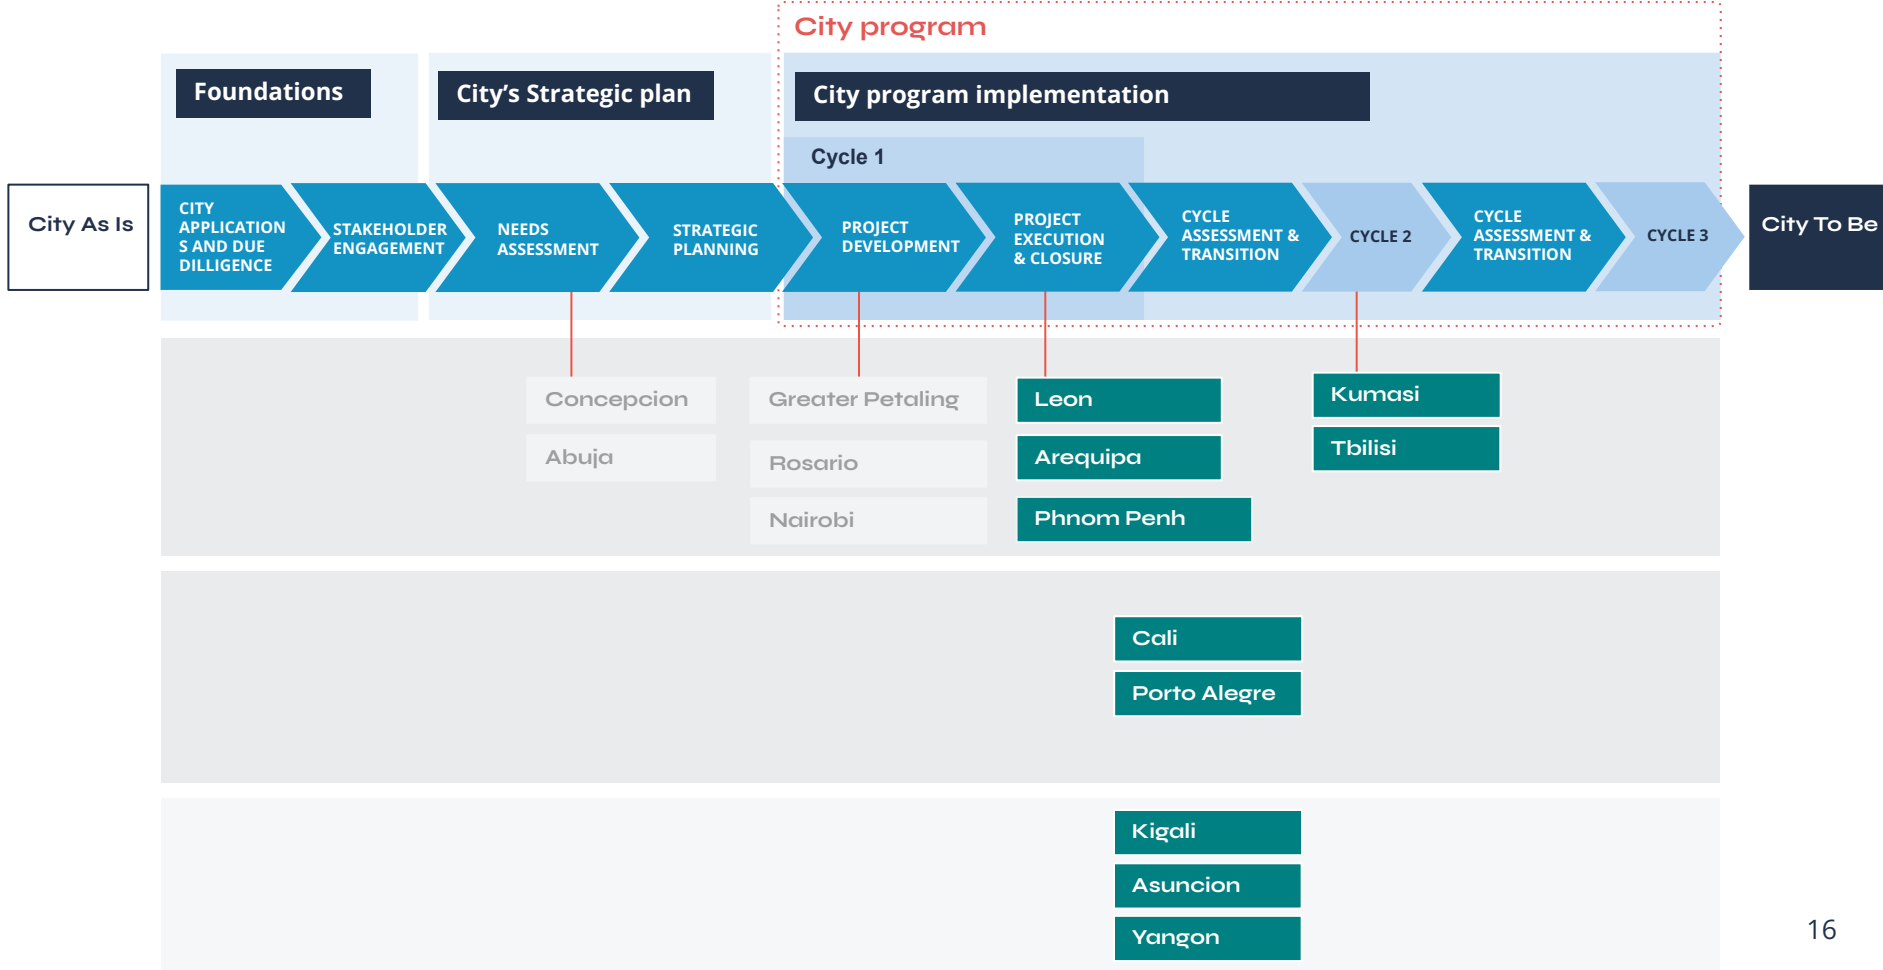 City program
Foundations
City's Strategic plan
City program implementation
Cycle 1
City As Is
CITY
APPLICATION
S AND DUE
DILLIGENCE
STAKEHOLDER
ENGAGEMENT
NEEDS
ASSESSMENT
STRATEGIC
PLANNING
PROJECT
DEVELOPMENT
PROJECT
EXECUTION
& CLOSURE
CYCLE
ASSESSMENT &
TRANSITION
CYCLE 2
CYCLE
ASSESSMENT &
TRANSITION
CYCLE 3
City To Be
Concepcion
Abuja
Greater Petaling
Rosario
Nairobi
Leon
Arequipa
Phnom Penh
Kumasi
Tbilisi
Cali
Porto Alegre
Kigali
Asuncion
Yangon
16